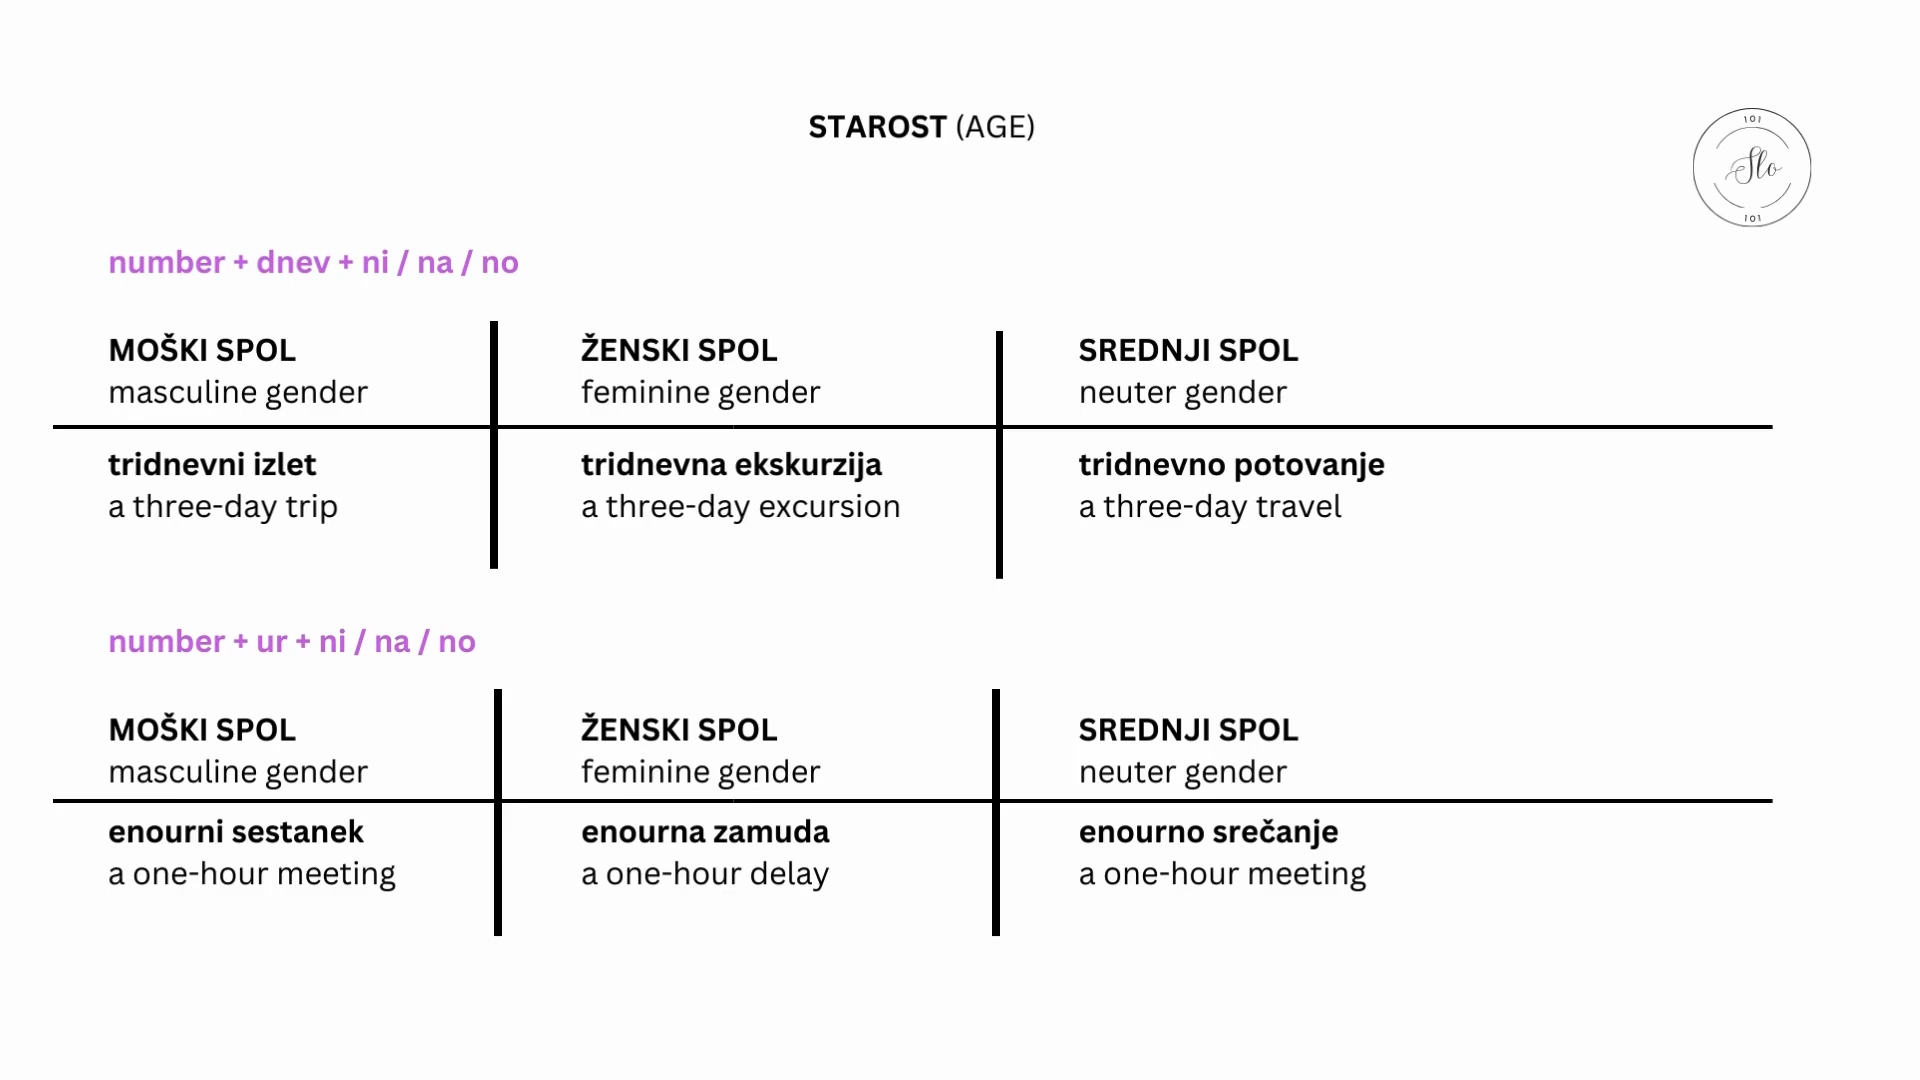 STAROST (AGE)
101
Slo
101
number + dnev + ni / na / no
MOŠKI SPOL
masculine gender
ŽENSKI SPOL
feminine gender
SREDNJI SPOL
neuter gender
tridnevni izlet
a three-day trip
tridnevna ekskurzija
a three-day excursion
tridnevno potovanje
a three-day travel
number + ur + ni / na / no
MOŠKI SPOL
masculine gender
ŽENSKI SPOL
feminine gender
SREDNJI SPOL
neuter gender
enourni sestanek
a one-hour meeting
enourna zamuda
a one-hour delay
enourno srečanje
a one-hour meeting